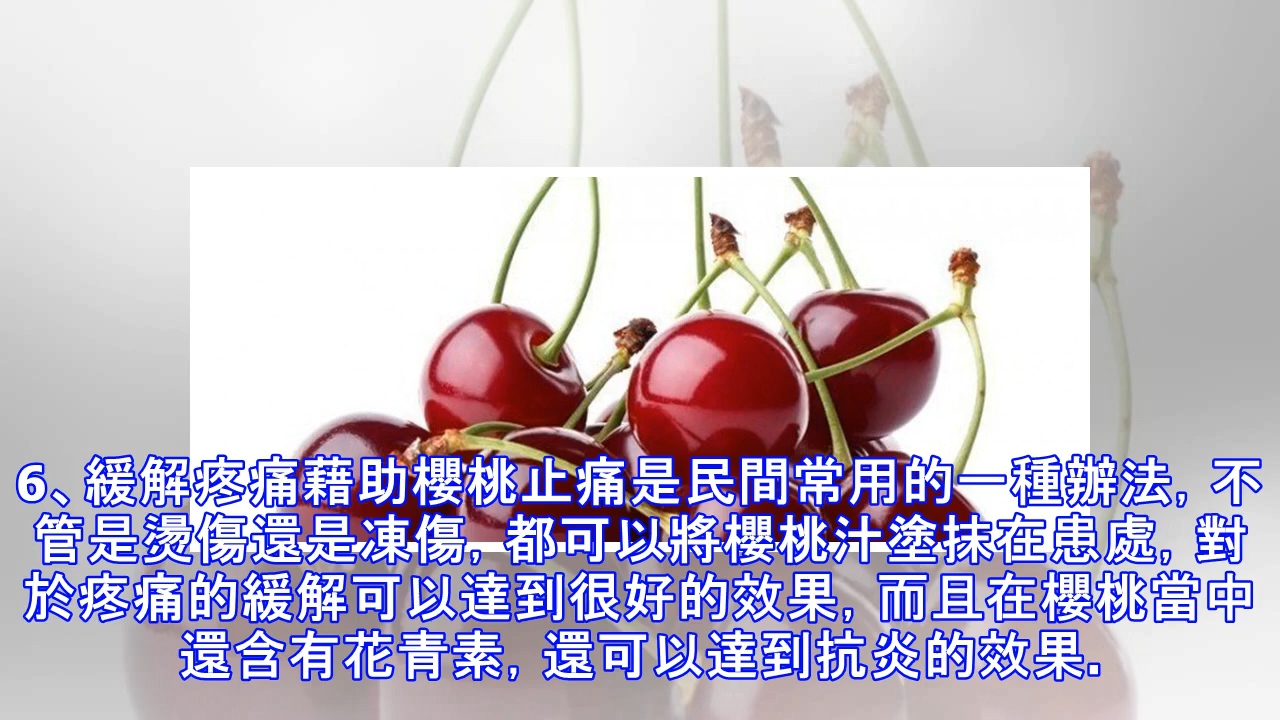 6、緩解疼痛藉助櫻桃止痛是民間常用的一種辦法, 不
管是燙傷還是凍傷, 都可以將櫻桃汁塗抹在患處, 對
於疼痛的緩解可以達到很好的效果, 而且在櫻桃當中
還含有花青素, 還可以達到抗炎的效果.